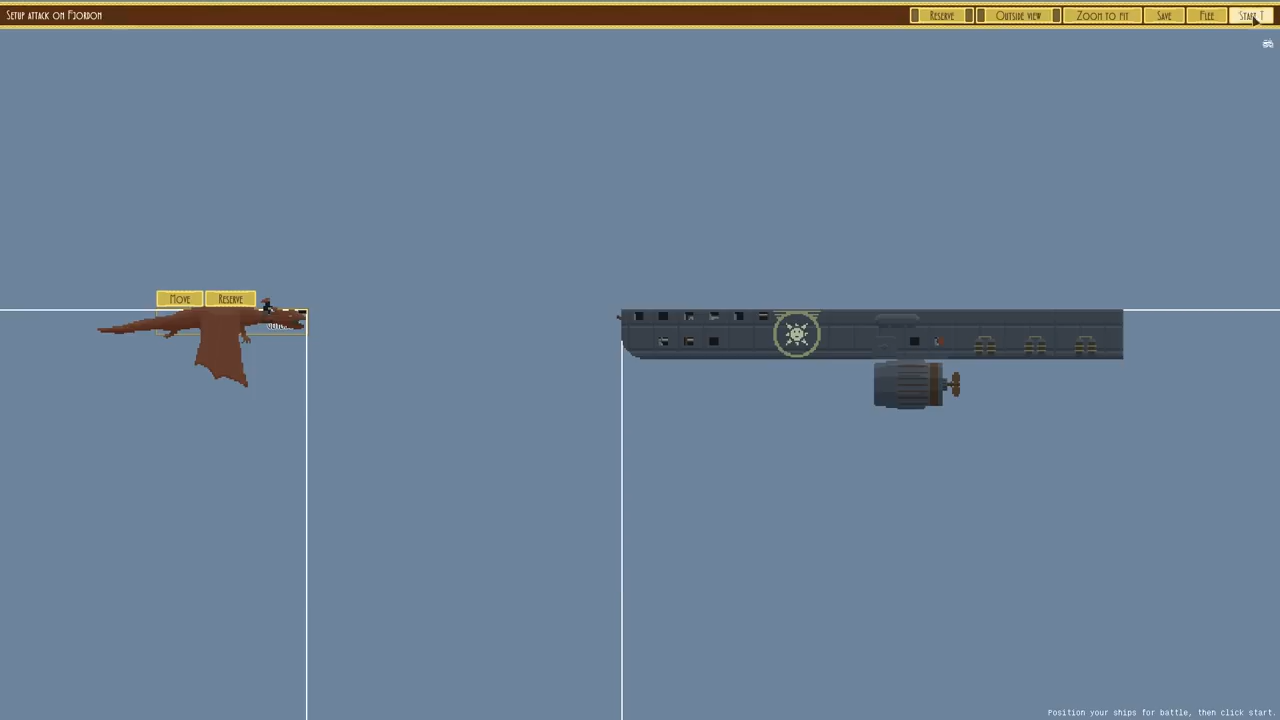 Setup attack on Fjordon
Reserve
Outside view
Zoom to fit
Save
Flee
Move
Reserve
Position your ships for battle, then click start.